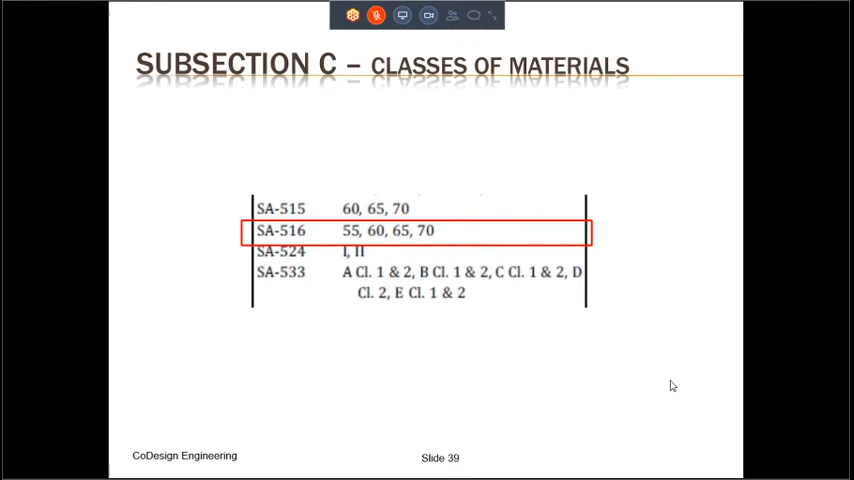 SUBSECTION C – CLASSES OF MATERIALS
SA-515 60, 65, 70
SA-516 55, 60, 65, 70
SA-524 I, II
SA-533 A Cl. 1 & 2, B Cl. 1 & 2, C Cl. 1 & 2, D
Cl. 2, E Cl. 1 & 2
CoDesign Engineering
Slide 39